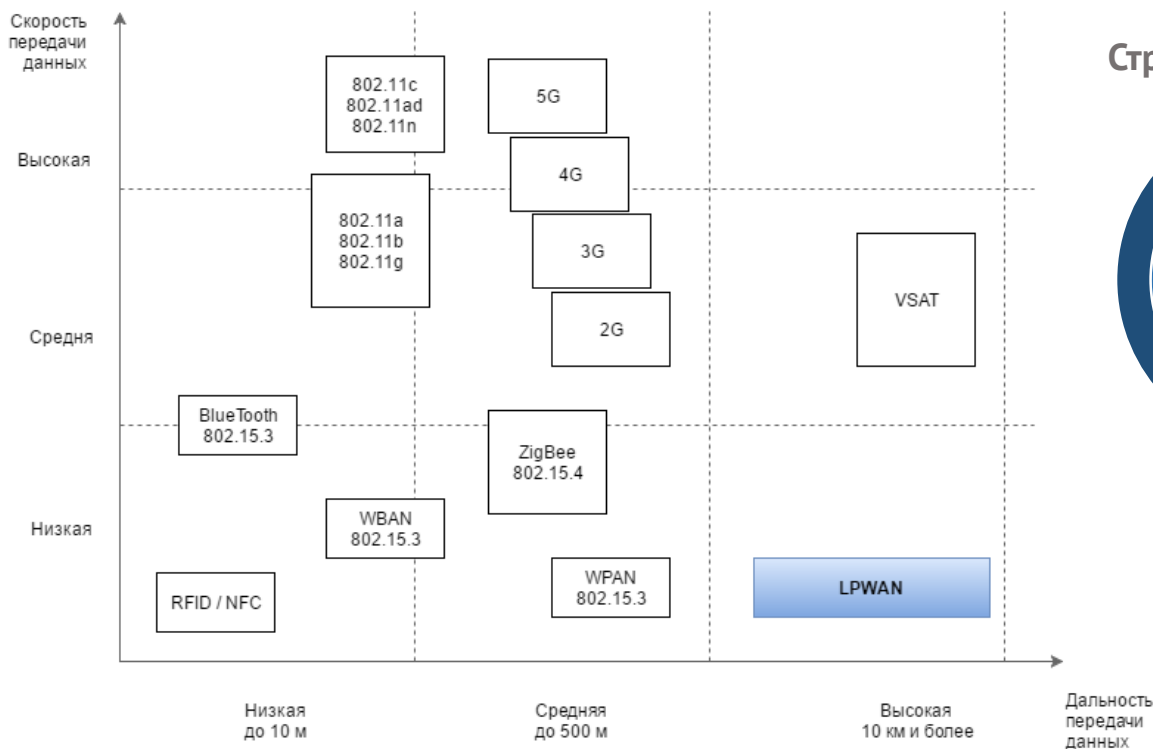 Скорость
передачи
данных
Стр
802.11c
802.11ad
802.11n
5G
Высокая
4G
802.11a
802.11b
802.11g
3G
VSAT
2G
Средня
BlueTooth
802.15.3
ZigBee
802.15.4
WBAN
802.15.3
Низкая
RFID / NFC
WPAN
802.15.3
LPWAN
Низкая
до 10 м
Средняя
до 500 м
Высокая
10 км и более
Дальность
передачи
данных